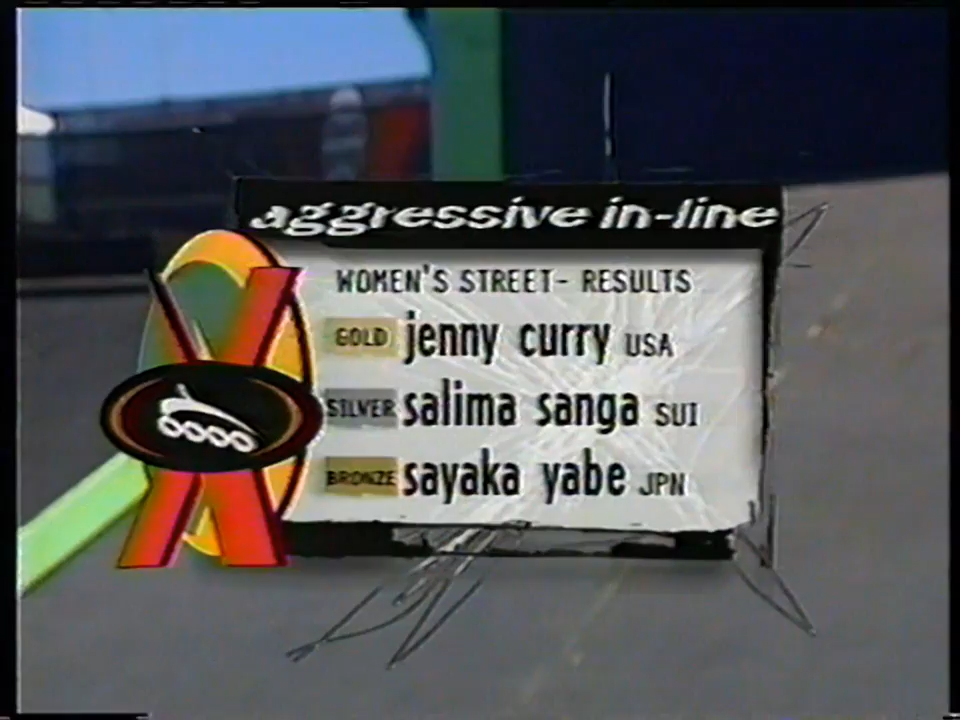 aggressive in-line
WOMEN'S STREET- RESULTS
GOLD jenny curry USA
SILVER salima sanga SUI
BRONZE sayaka yabe JPN